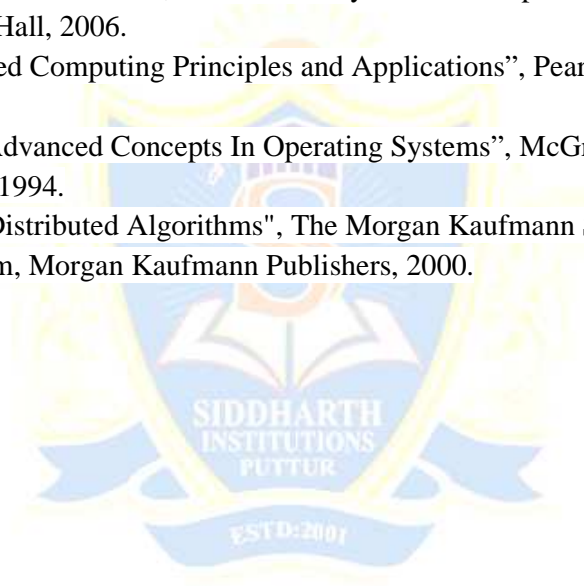 Hall, 2006.
ed Computing Principles and Applications”, Pear
Advanced Concepts In Operating Systems”, McGr
1994.
Distributed Algorithms", The Morgan Kaufmann
m, Morgan Kaufmann Publishers, 2000.
SIDDHARTH
INSTITUTIONS
PUTTUR
ESTD:2001